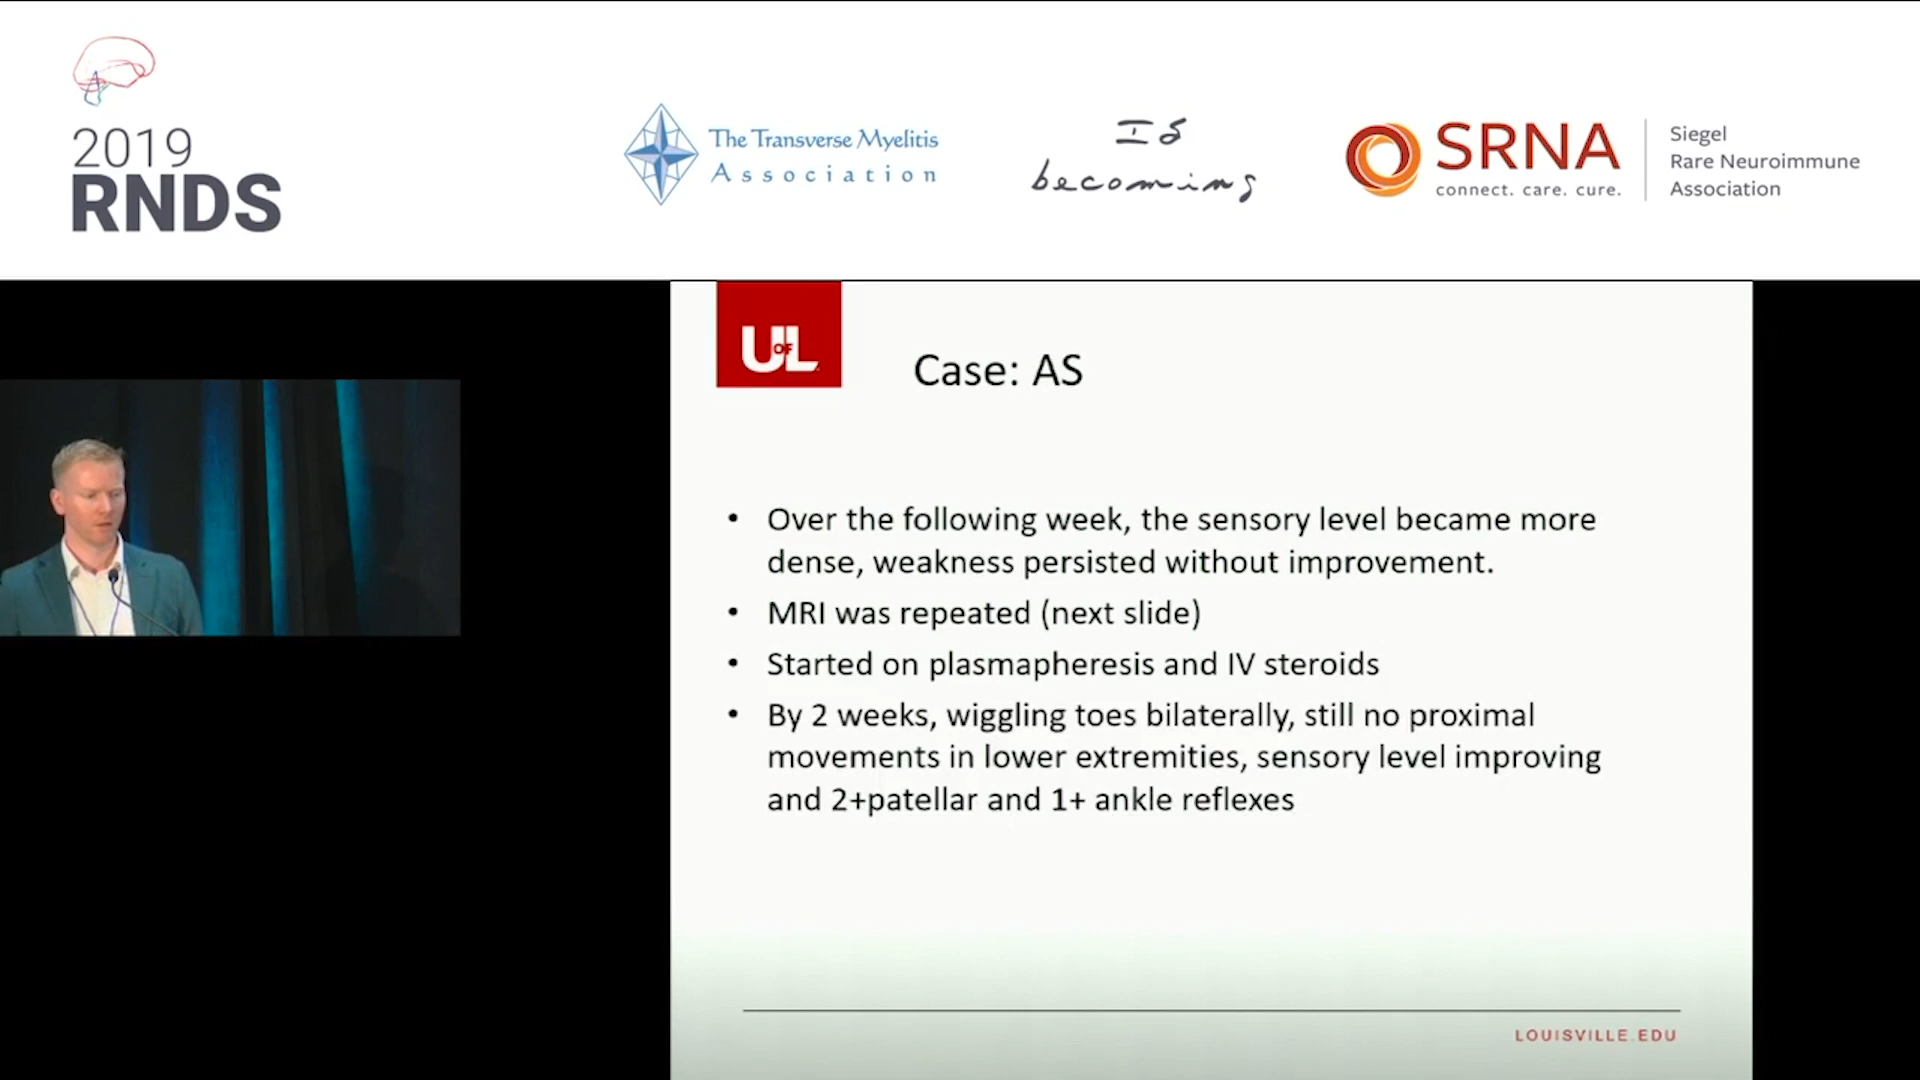 2019
RNDS
The Transverse Myelitis
Association
IS
becoming
SRNA
connect. care. cure.
Siegel
Rare Neuroimmune
Association
UofL
Case: AS
• Over the following week, the sensory level became more
dense, weakness persisted without improvement.
• MRI was repeated (next slide)
• Started on plasmapheresis and IV steroids
• By 2 weeks, wiggling toes bilaterally, still no proximal
movements in lower extremities, sensory level improving
and 2+patellar and 1+ ankle reflexes
LOUISVILLE.EDU